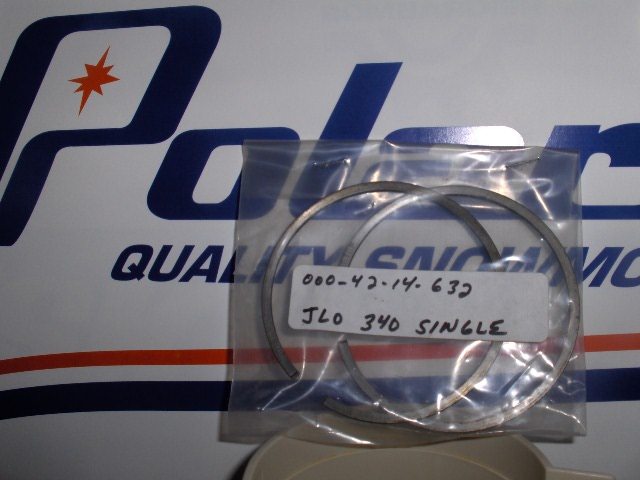 Polar
QUALITY SNOWMO
000-42-14-632
JLO 340 SINGLE